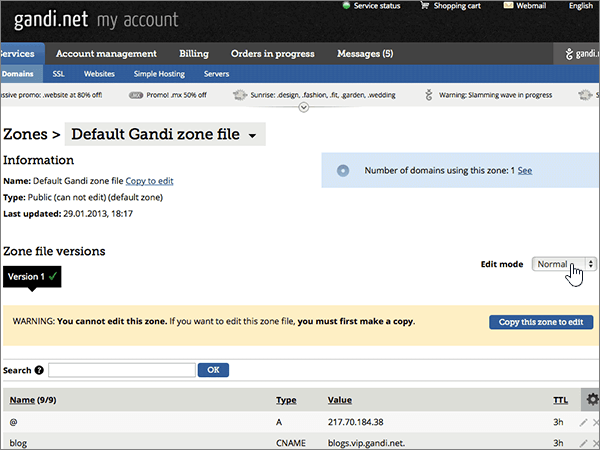 Service status Shopping cart Webmail English
gandi.net my account
Services Account management Billing Orders in progress Messages (5) gandi.
Domains SSL Websites Simple Hosting Servers
ssive promo: .website at 80% off! Promo! .mx 50% off Sunrise: .design, .fashion, .fit, .garden, .wedding Warning: Slamming wave in progress S
Zones > Default Gandi zone file
Information
Name: Default Gandi zone file Copy to edit
Type: Public (can not edit) (default zone)
Last updated: 29.01.2013, 18:17
Number of domains using this zone: 1 See
Zone file versions
Edit mode Normal
Version 1
WARNING: You cannot edit this zone. If you want to edit this zone file, you must first make a copy.
Copy this zone to edit
Search ? OK
Name (9/9) Type Value TTL
@ A 217.70.184.38 3h
blog CNAME blogs.vip.gandi.net. 3h